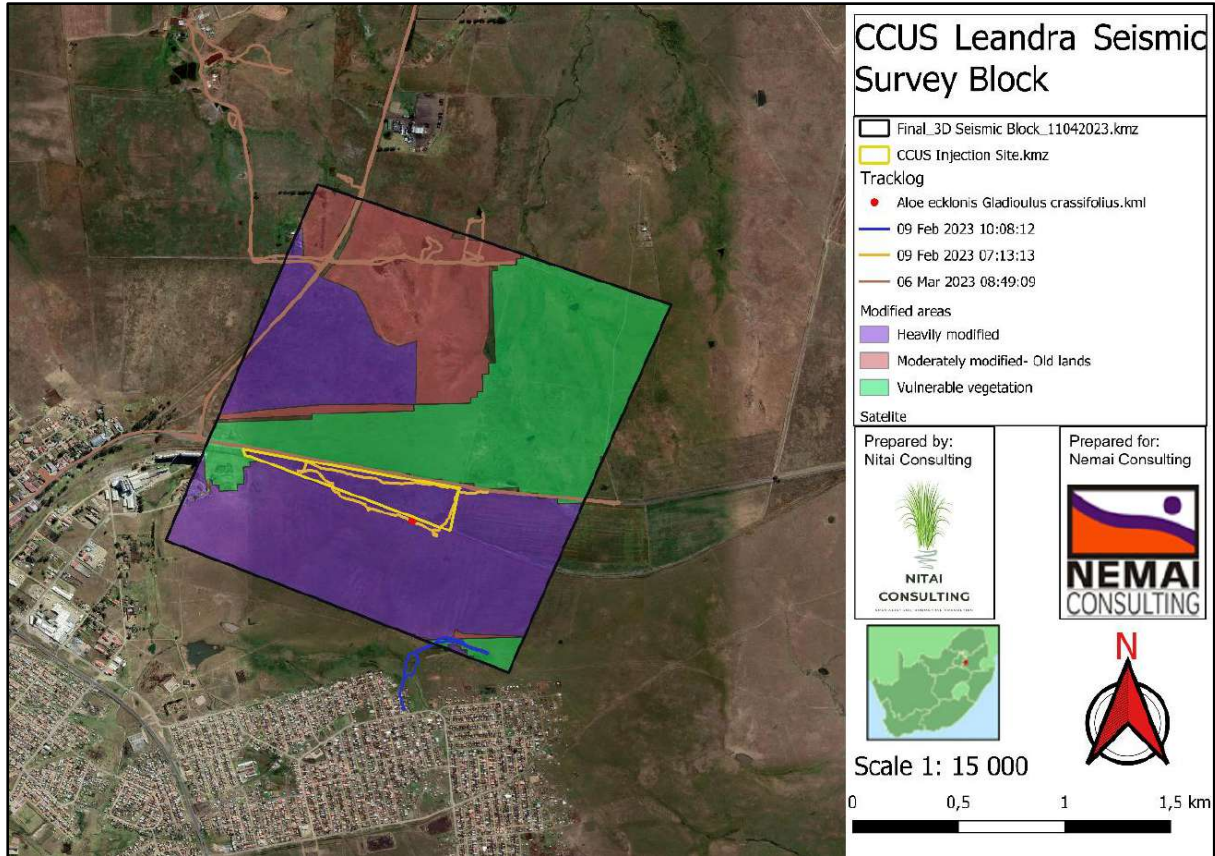 CCUS Leandra Seismic
Survey Block
Final_3D Seismic Block_11042023.kmz
CCUS Injection Site.kmz
Tracklog
Aloe ecklonis Gladioulus crassifolius.kml
09 Feb 2023 10:08:12
09 Feb 2023 07:13:13
06 Mar 2023 08:49:09
Modified areas
Heavily modified
Moderately modified- Old lands
Vulnerable vegetation
Satelite
Prepared by:
Nitai Consulting
NITAI
CONSULTING
Prepared for:
Nemai Consulting
NEMAI
CONSULTING
N
Scale 1: 15 000
0 0,5 1 1,5 km